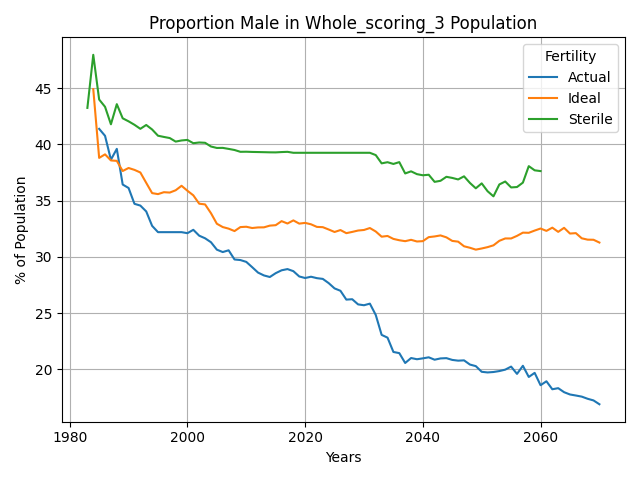 Proportion Male in Whole_scoring_3 Population
Fertility
Actual
Ideal
Sterile
% of Population
45
40
35
30
25
20
1980
2000
2020
2040
2060
Years